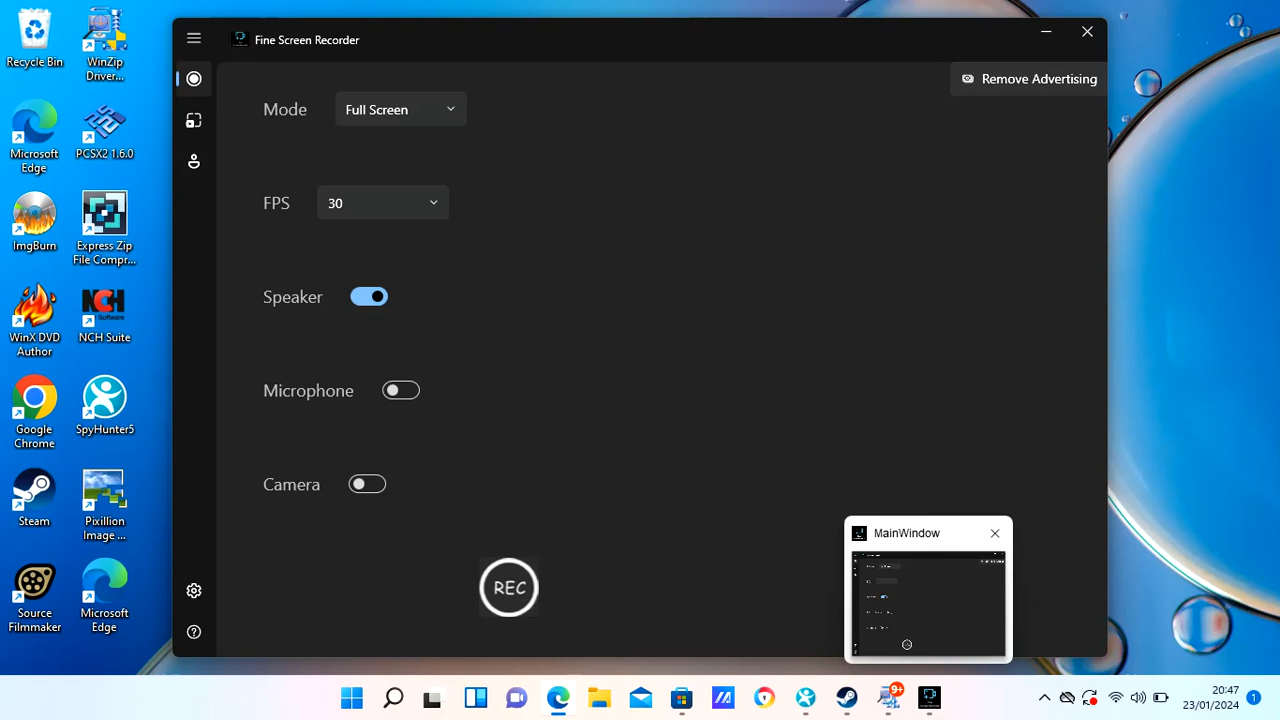 Fine Screen Recorder
Remove Advertising
Mode
Full Screen
FPS
30
Speaker
Microphone
Camera
REC
Recycle Bin
WinZip
Driver...
Microsoft
Edge
PCSX2 1.6.0
ImgBurn
Express Zip
File Compr...
WinX DVD
Author
NCH
Software
NCH Suite
Google
Chrome
SpyHunter5
Steam
Pixillion
Image ...
Source
Filmmaker
Microsoft
Edge
MainWindow
9+
20:47
23/01/2024
1